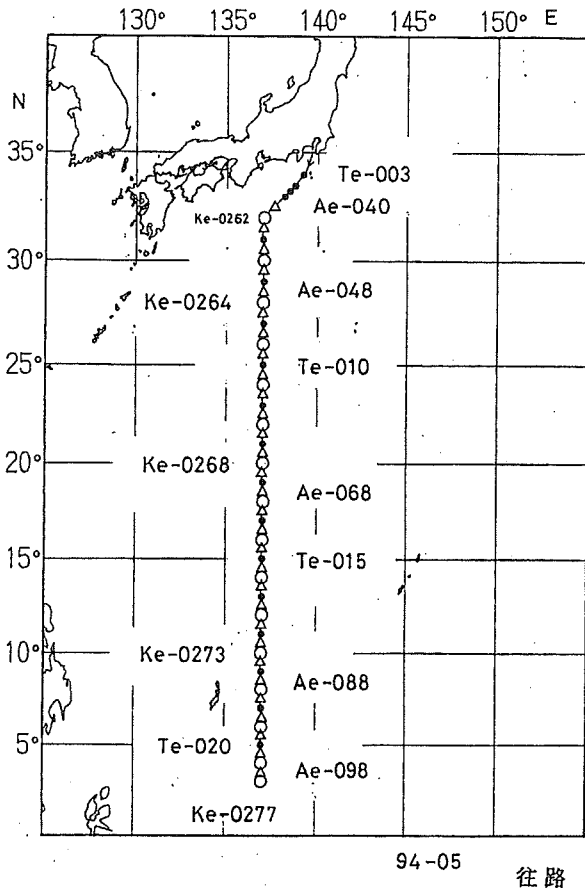 130° 135° 140° 145° 150° E
N
35°
Te-003
Ae-040
Ke-0262
30°
Ae-048
Ke-0264
25°
Te-010
20°
Ke-0268
Ae-068
15°
Te-015
10°
Ke-0273
Ae-088
5°
Te-020
Ae-098
Ke-0277
94-05
往路